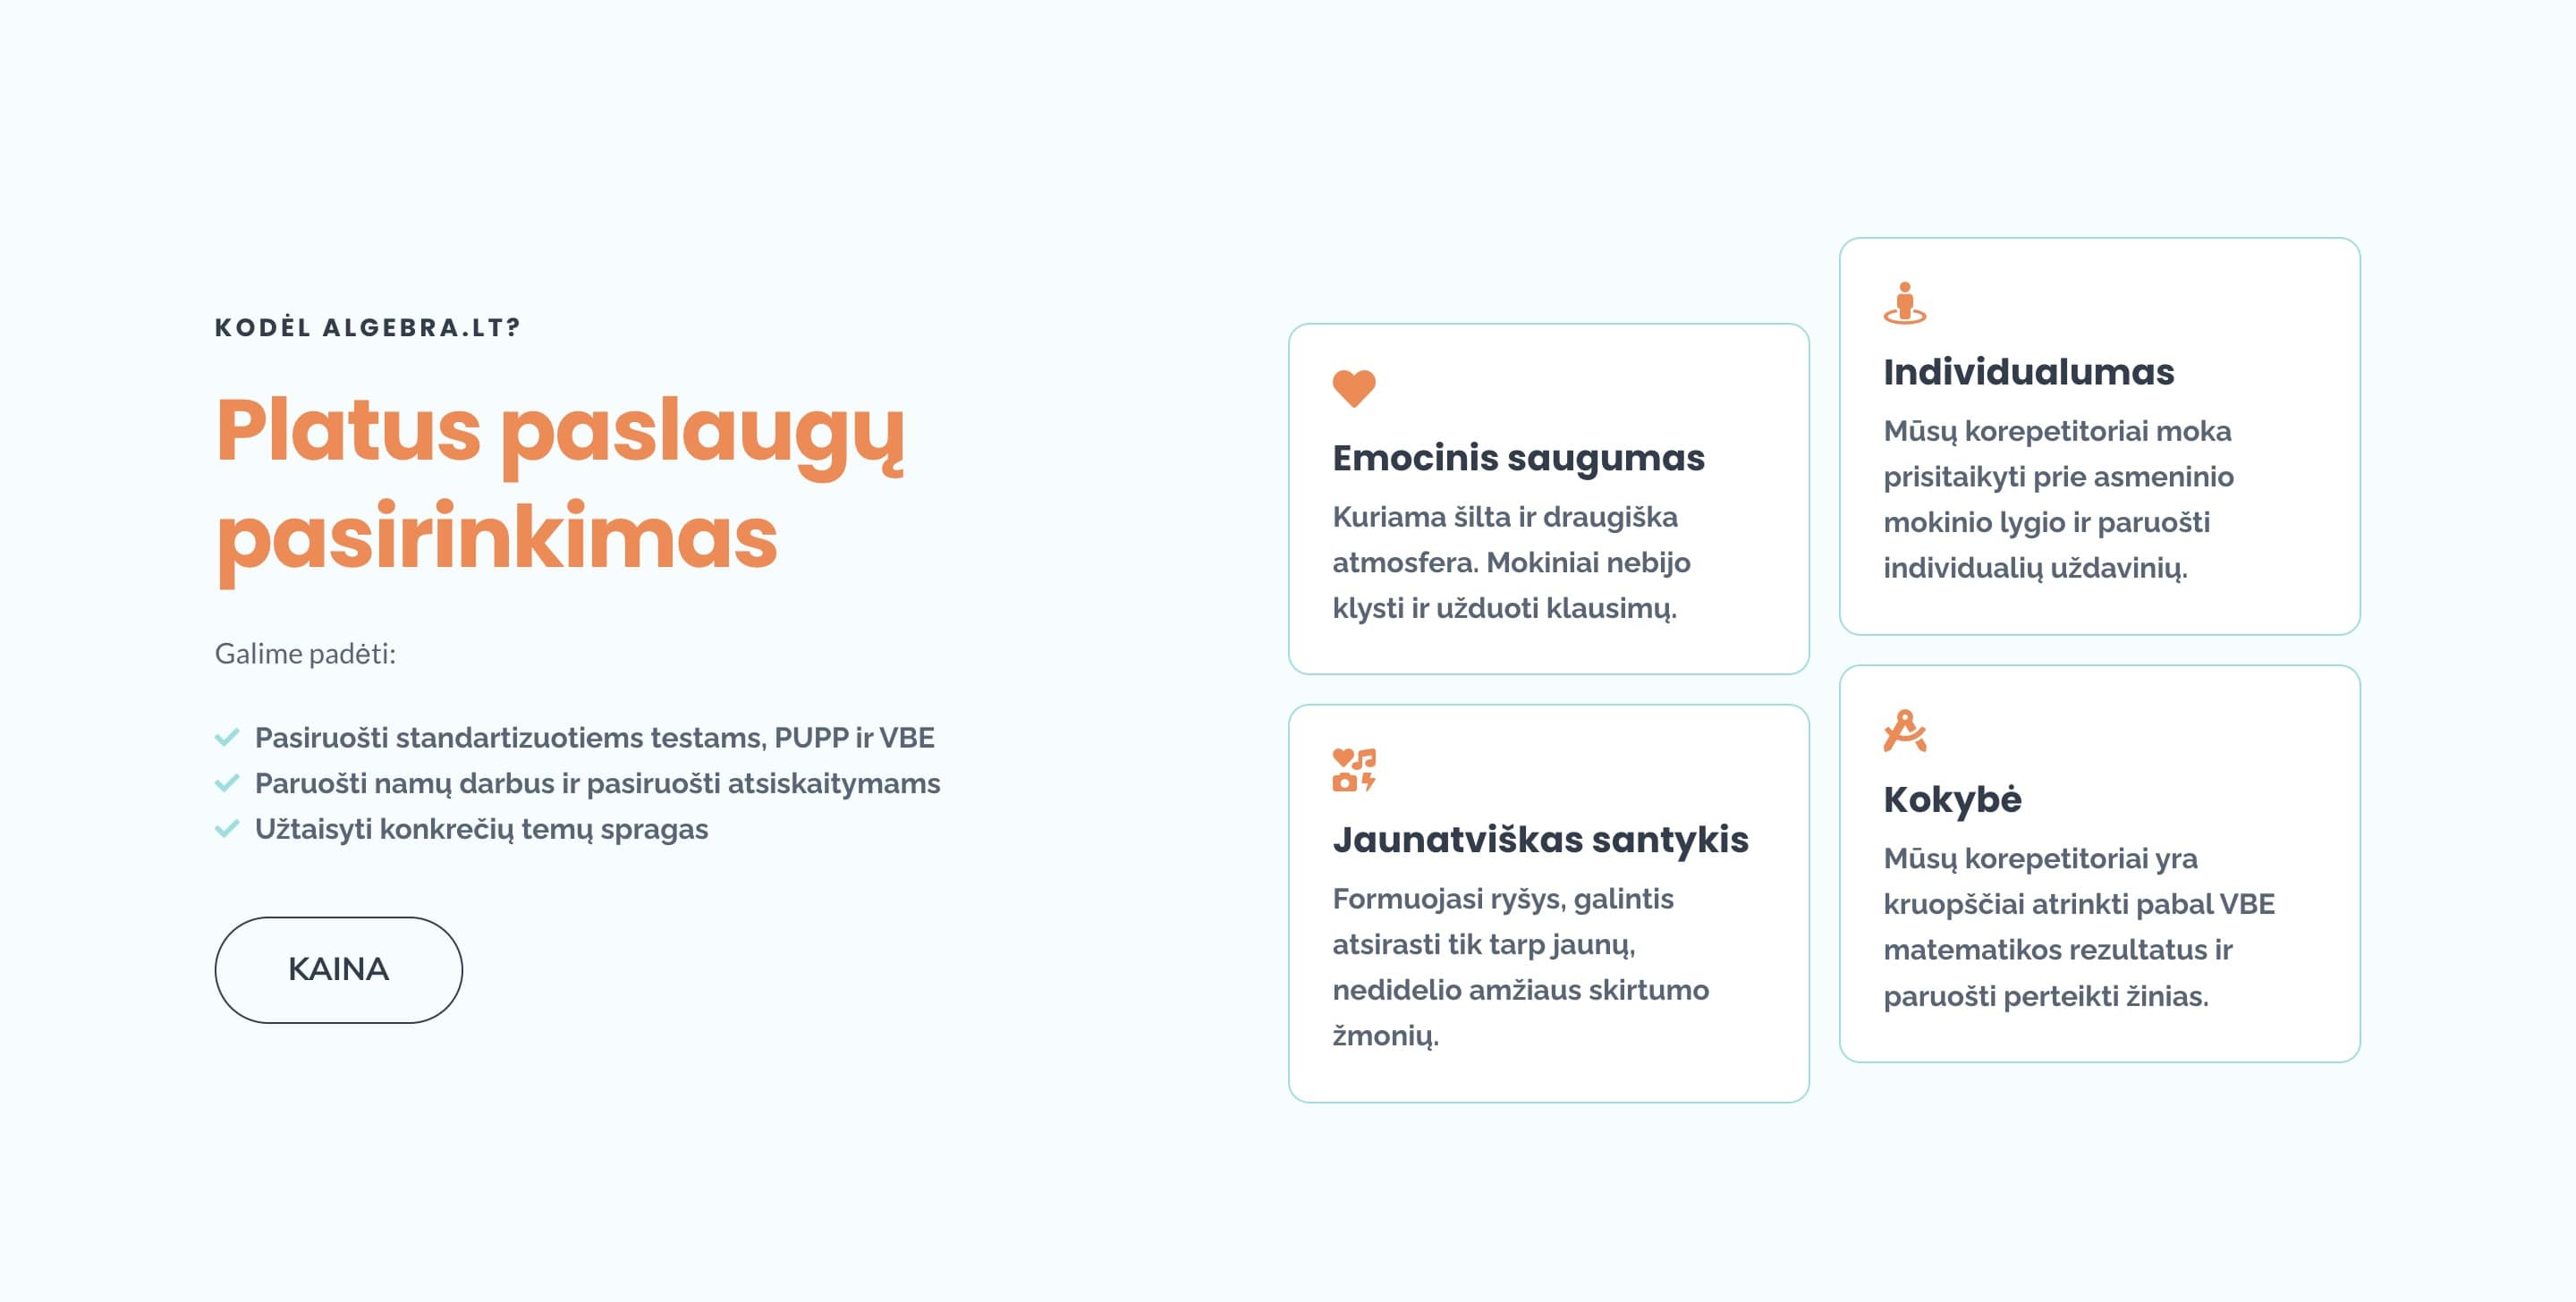 KODĖL ALGEBRA.LT?
Platus paslaugų
pasirinkimas
Galime padėti:
Pasiruošti standartizuotiems testams, PUPP ir VBE
Paruošti namų darbus ir pasiruošti atsiskaitymams
Užtaisyti konkrečių temų spragas
KAINA
Emocinis saugumas
Kuriama šilta ir draugiška
atmosfera. Mokiniai nebijo
klysti ir užduoti klausimų.
Jaunatviškas santykis
Formuojasi ryšys, galintis
atsirasti tik tarp jaunų,
nedidelio amžiaus skirtumo
žmonių.
Individualumas
Mūsų korepetitoriai moka
prisitaikyti prie asmeninio
mokinio lygio ir paruošti
individualių uždavinių.
Kokybė
Mūsų korepetitoriai yra
kruopščiai atrinkti pabal VBE
matematikos rezultatus ir
paruošti perteikti žinias.